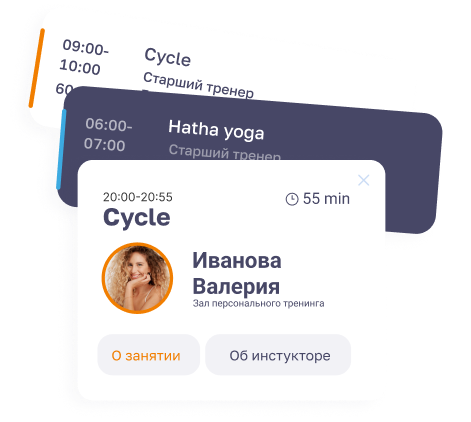 09:00-
10:00
Cycle
Старший тренер
60
06:00-
07:00
Hatha yoga
Старший тренер
20:00-20:55
55 min
Cycle
Иванова
Валерия
Зал персонального тренинга
О занятии
Об инстукторе